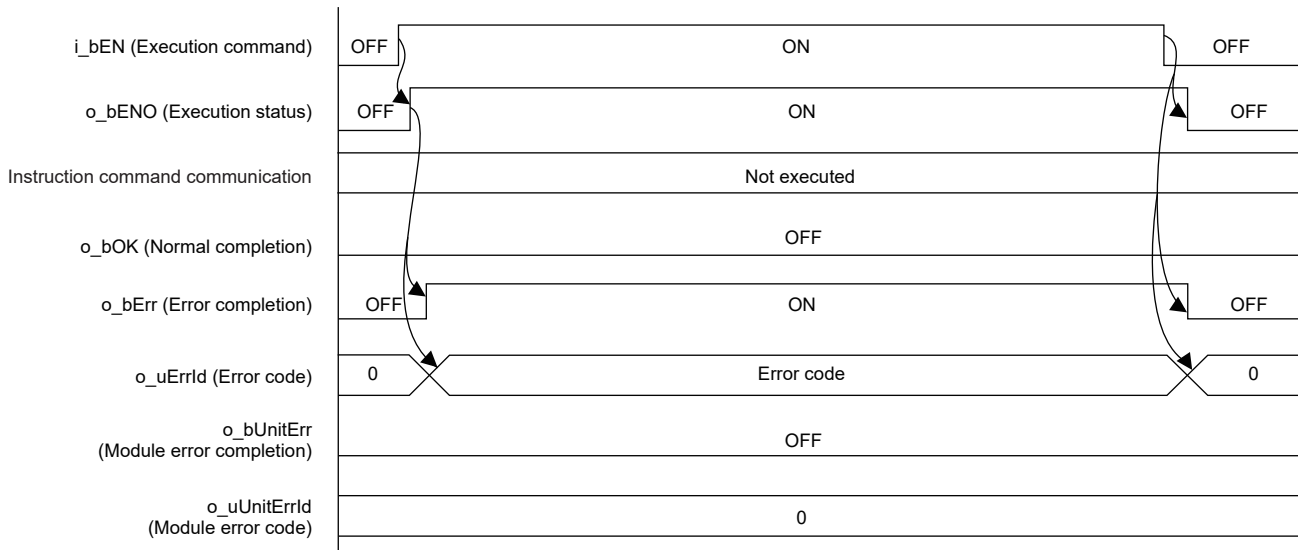 i_bEN (Execution command) OFF ON OFF
o_bENO (Execution status) OFF ON OFF
Instruction command communication Not executed
o_bOK (Normal completion) OFF
o_bErr (Error completion) OFF ON OFF
o_uErrId (Error code) 0 Error code 0
o_bUnitErr
(Module error completion) OFF
o_uUnitErrId
(Module error code) 0